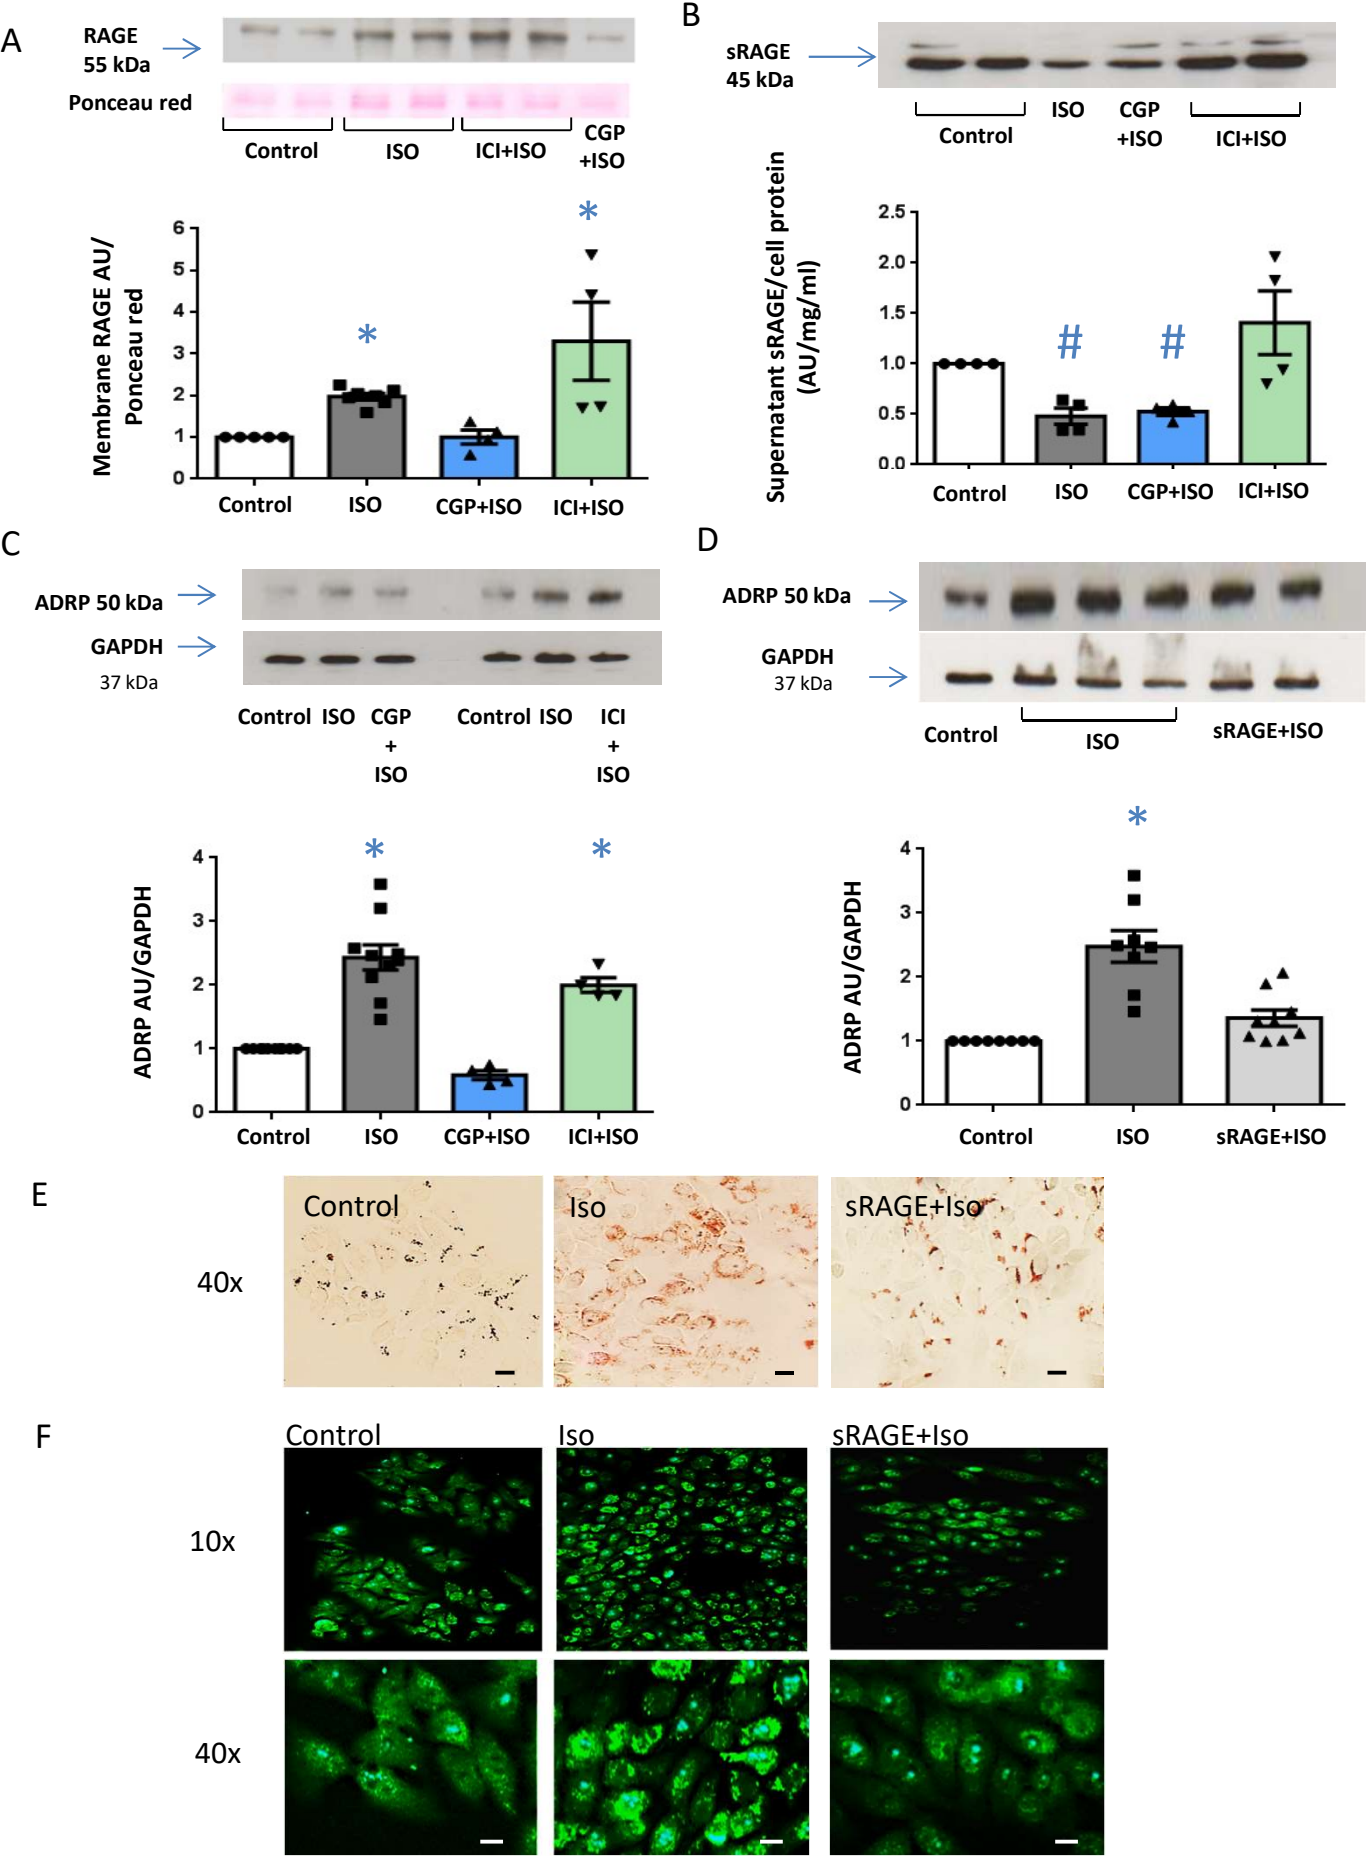 A
RAGE
55 kDa
Ponceau red
Control
ISO
ICI+ISO
CGP
+ISO
Membrane RAGE AU/
Ponceau red
6
5
4
3
2
1
0
*
*
Control
ISO
CGP+ISO
ICI+ISO
B
sRAGE
45 kDa
Control
ISO
CGP
+ISO
ICI+ISO
Supernatant sRAGE/cell protein
(AU/mg/ml)
2.5
2.0
1.5
1.0
0.5
0.0
#
#
Control
ISO
CGP+ISO
ICI+ISO
C
ADRP 50 kDa
GAPDH
37 kDa
Control ISO CGP
+
ISO
Control ISO ICI
+
ISO
ADRP AU/GAPDH
4
3
2
1
0
*
*
Control
ISO
CGP+ISO
ICI+ISO
D
ADRP 50 kDa
GAPDH
37 kDa
Control
ISO
sRAGE+ISO
ADRP AU/GAPDH
4
3
2
1
0
*
Control
ISO
sRAGE+ISO
E
40x
Control
Iso
sRAGE+Iso
F
Control
Iso
sRAGE+Iso
10x
40x